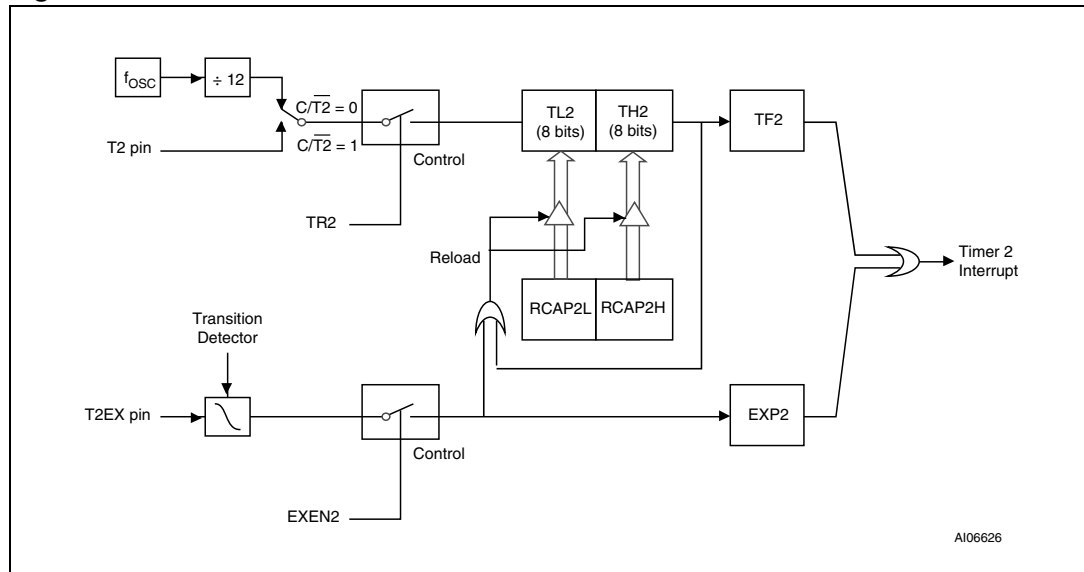 fOSC
÷ 12
C/T2 = 0
T2 pin
C/T2 = 1
Control
TR2
TL2
(8 bits)
TH2
(8 bits)
TF2
Reload
RCAP2L
RCAP2H
Timer 2
Interrupt
Transition
Detector
T2EX pin
Control
EXP2
EXEN2
AI06626